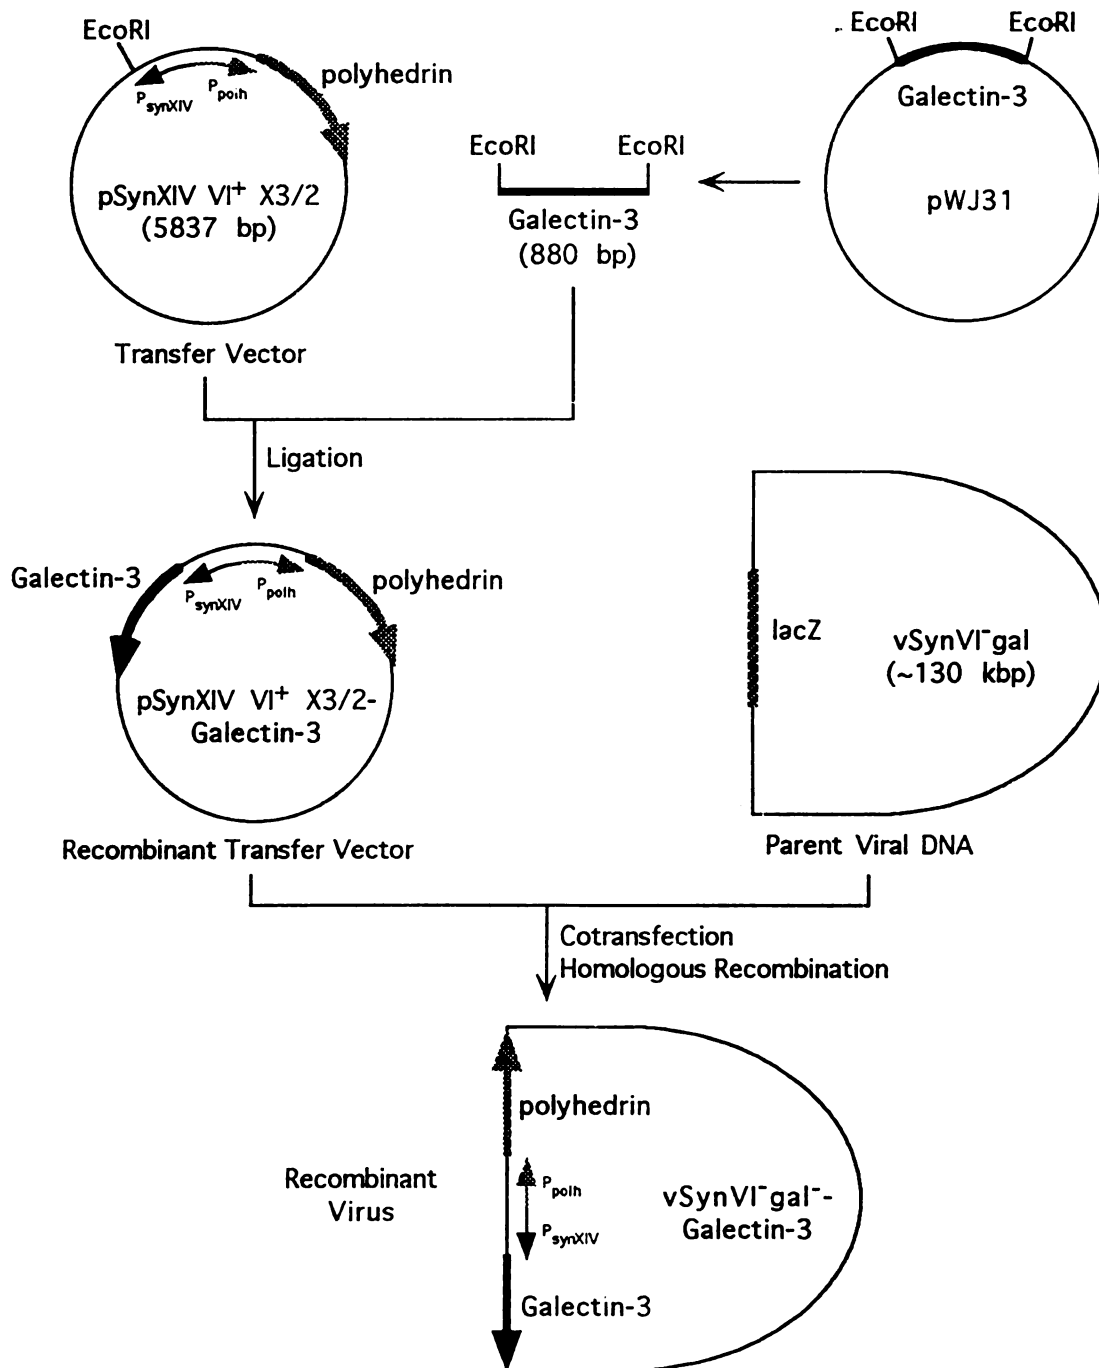 EcoRI
polyhedrin
PsynXIV
Ppolh
pSynXIV VI+ X3/2
(5837 bp)
Transfer Vector
EcoRI EcoRI
Galectin-3
(880 bp)
EcoRI EcoRI
Galectin-3
pWJ31
Ligation
Galectin-3
PsynXIV
Ppolh
polyhedrin
pSynXIV VI+ X3/2-
Galectin-3
Recombinant Transfer Vector
lacZ
vSynVI-gal
(~130 kbp)
Parent Viral DNA
Cotransfection
Homologous Recombination
polyhedrin
Ppolh
PsynXIV
Galectin-3
Recombinant
Virus
vSynVI-gal--
Galectin-3